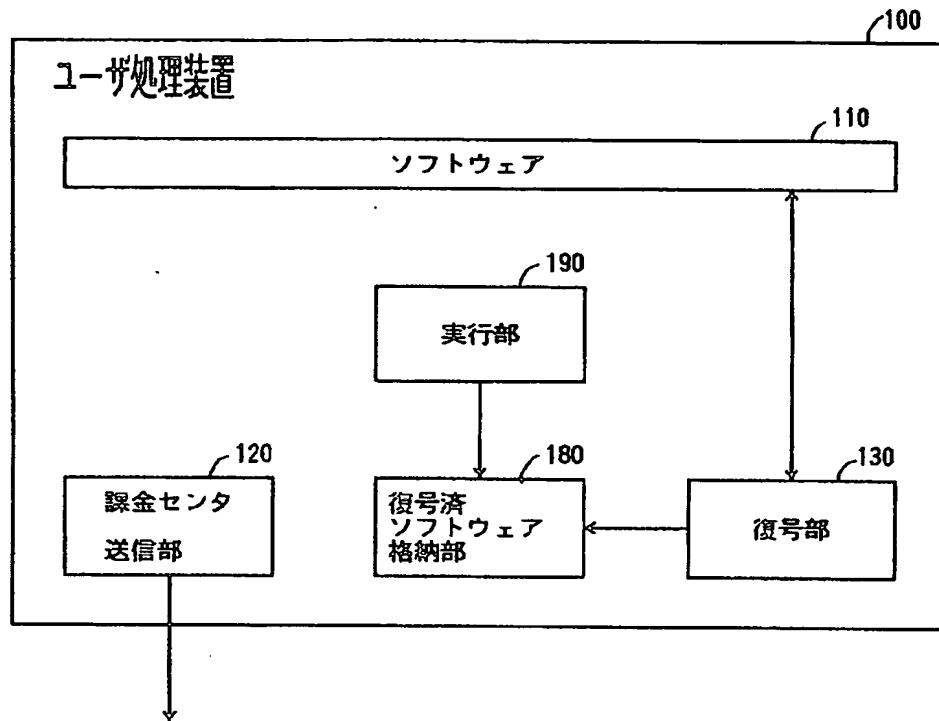 100
ユーザ処理装置
110
ソフトウェア
190
実行部
120
課金センタ
送信部
180
復号済
ソフトウェア
格納部
130
復号部